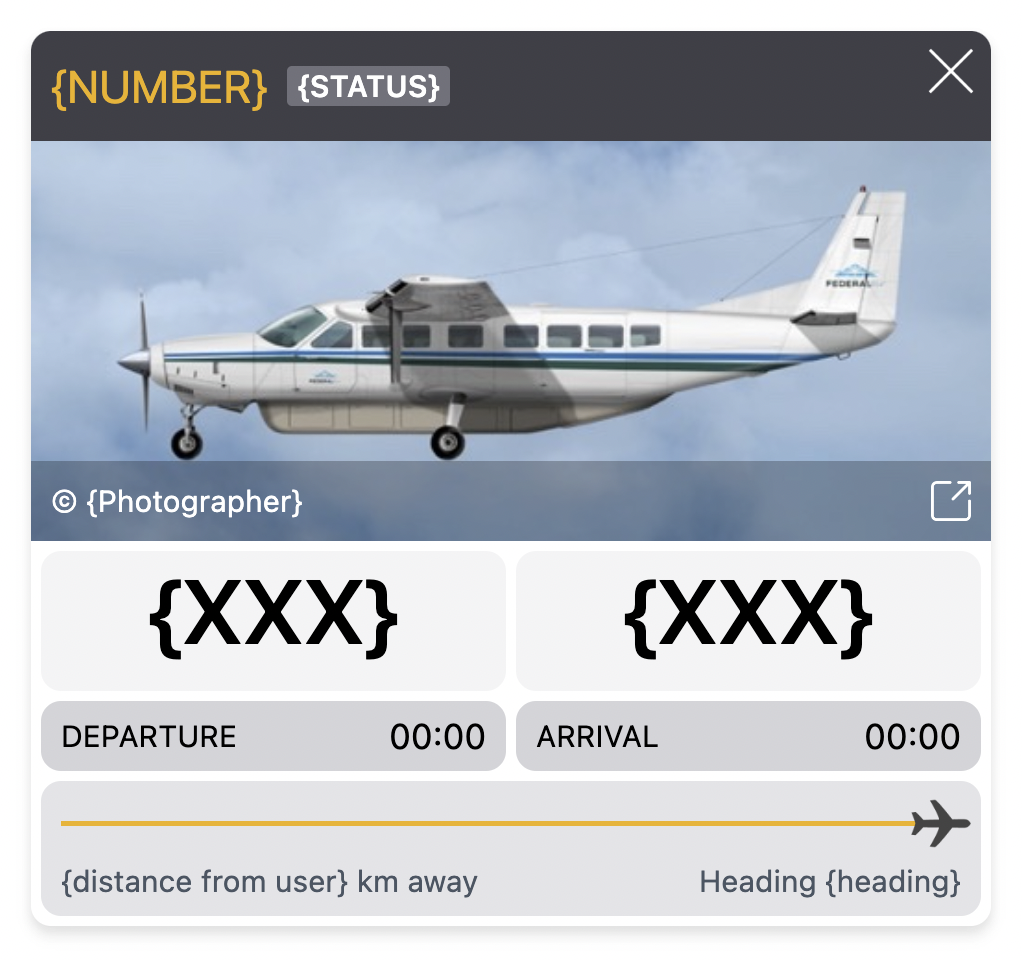 {NUMBER} {STATUS}
FEDERAL
FEDERAL
© {Photographer}
{XXX} {XXX}
DEPARTURE 00:00 ARRIVAL 00:00
{distance from user} km away Heading {heading}